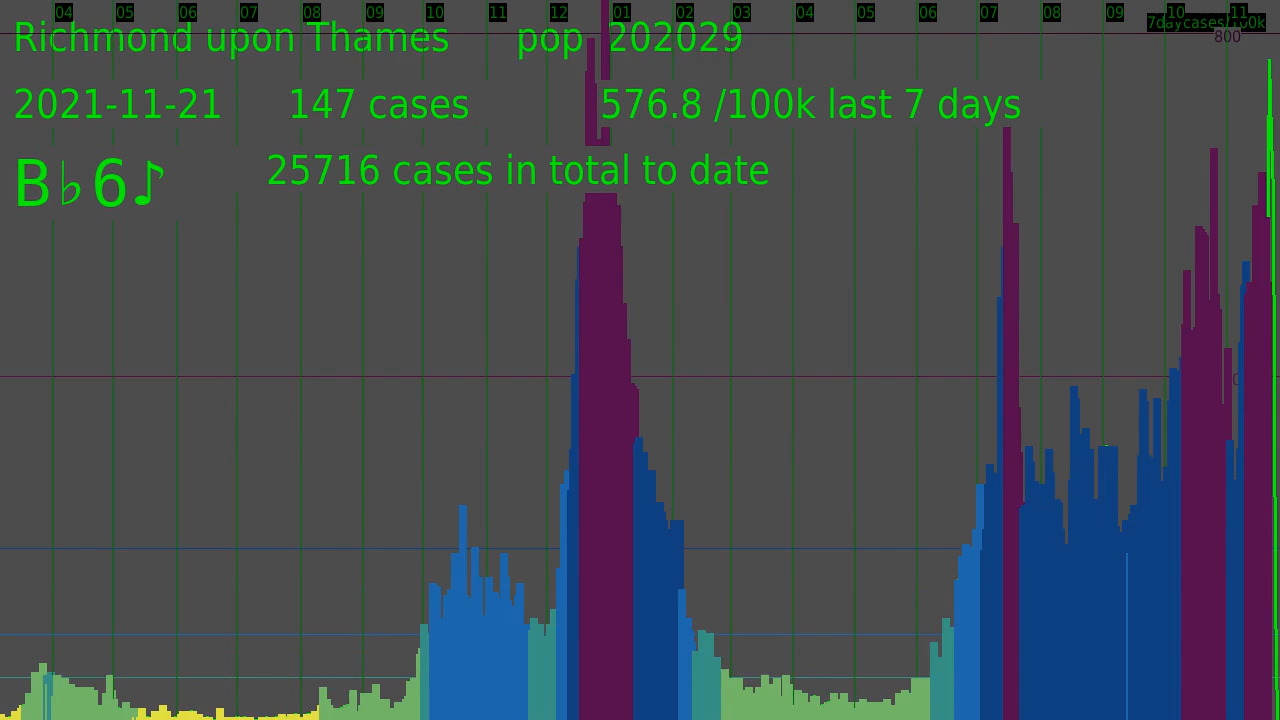 04 05 06 07 08 09 10 11 12 01 02 03 04 05 06 07 08 09 10 11
7daycases/100k
Richmond upon Thames pop 202029
800
2021-11-21 147 cases 576.8 /100k last 7 days
B♭6♪ 25716 cases in total to date